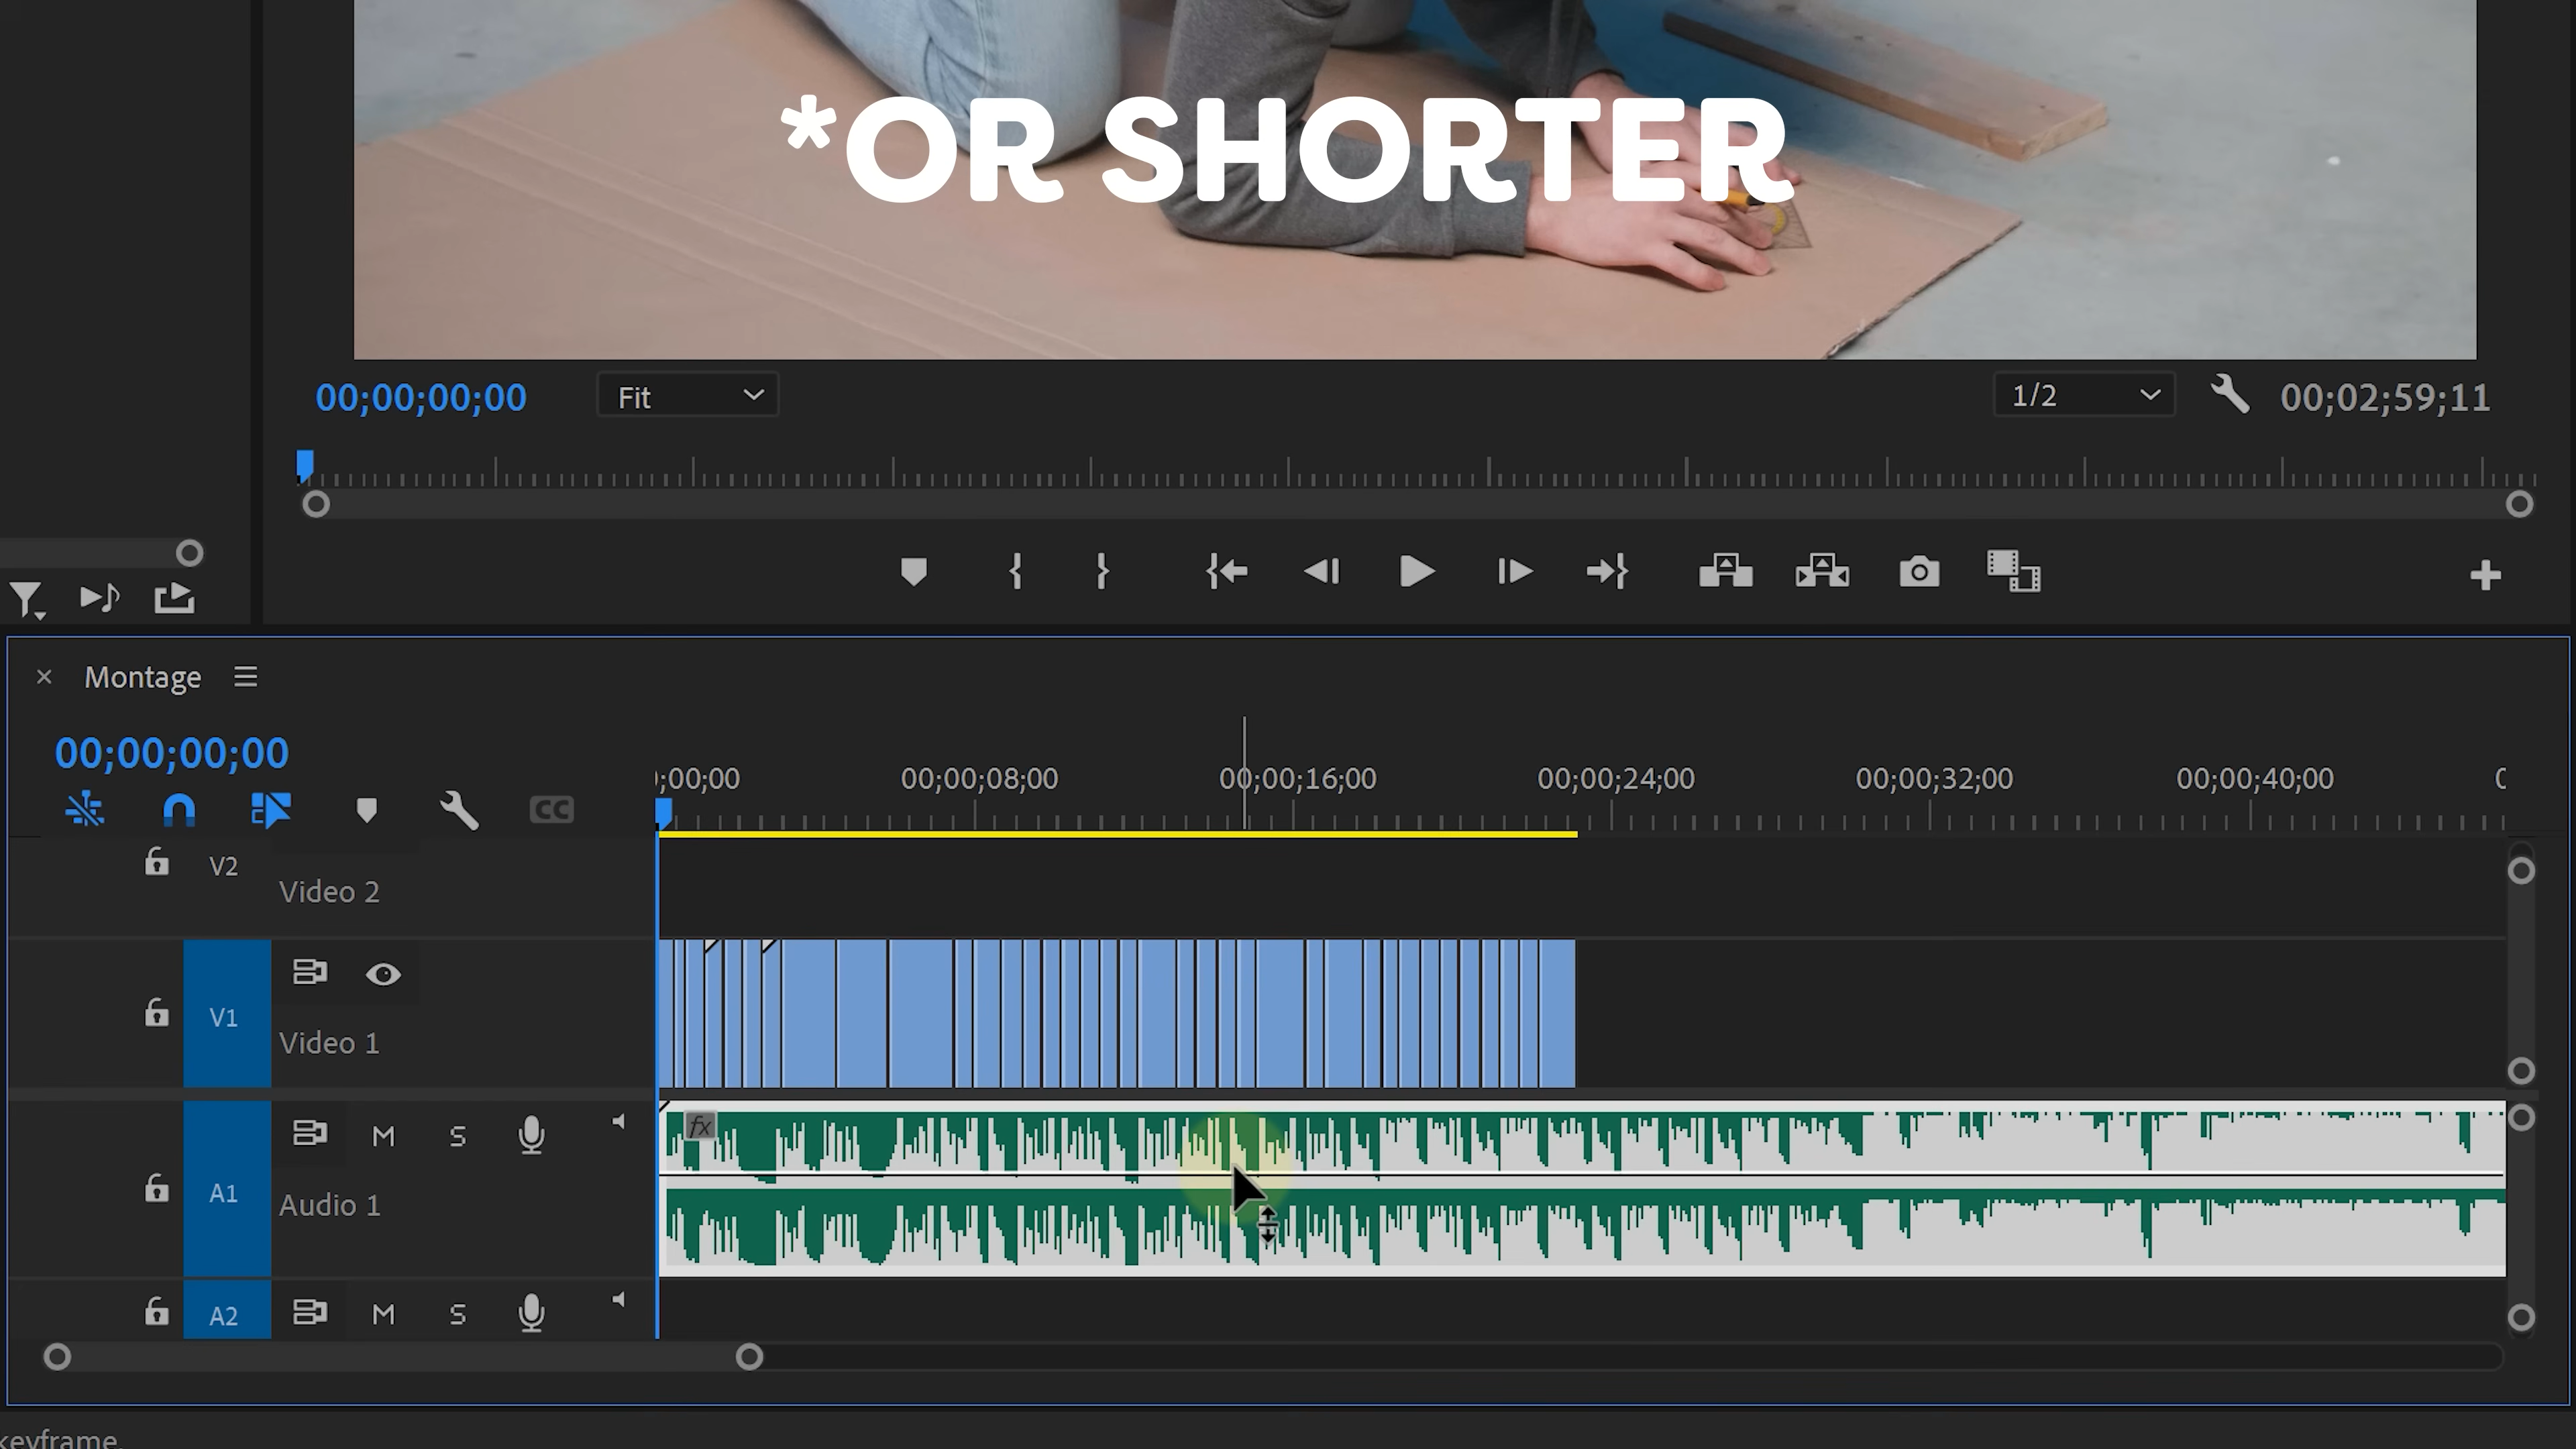 *OR SHORTER
00;00;00;00
Fit
1/2
00;02;59;11
Montage
00;00;00;00
CC
;00;00
00;00;08;00
00;00;16;00
00;00;24;00
00;00;32;00
00;00;40;00
V2
Video 2
V1
Video 1
fx
M
S
A1
Audio 1
A2
M
S
keyframe.